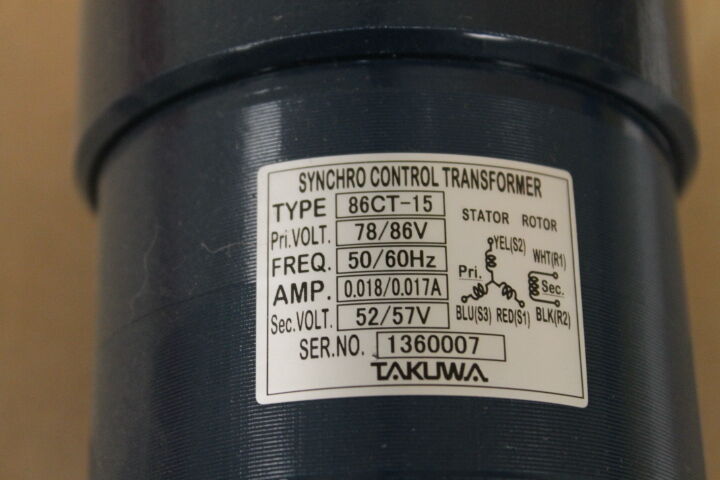 SYNCHRO CONTROL TRANSFORMER
TYPE 86CT-15
Pri.VOLT. 78/86V
FREQ. 50/60Hz
AMP. 0.018/0.017A
Sec.VOLT. 52/57V
SER.NO. 1360007
TAKUWA
STATOR ROTOR
YEL(S2)
WHT(R1)
Pri.
Sec.
BLU(S3) RED(S1) BLK(R2)